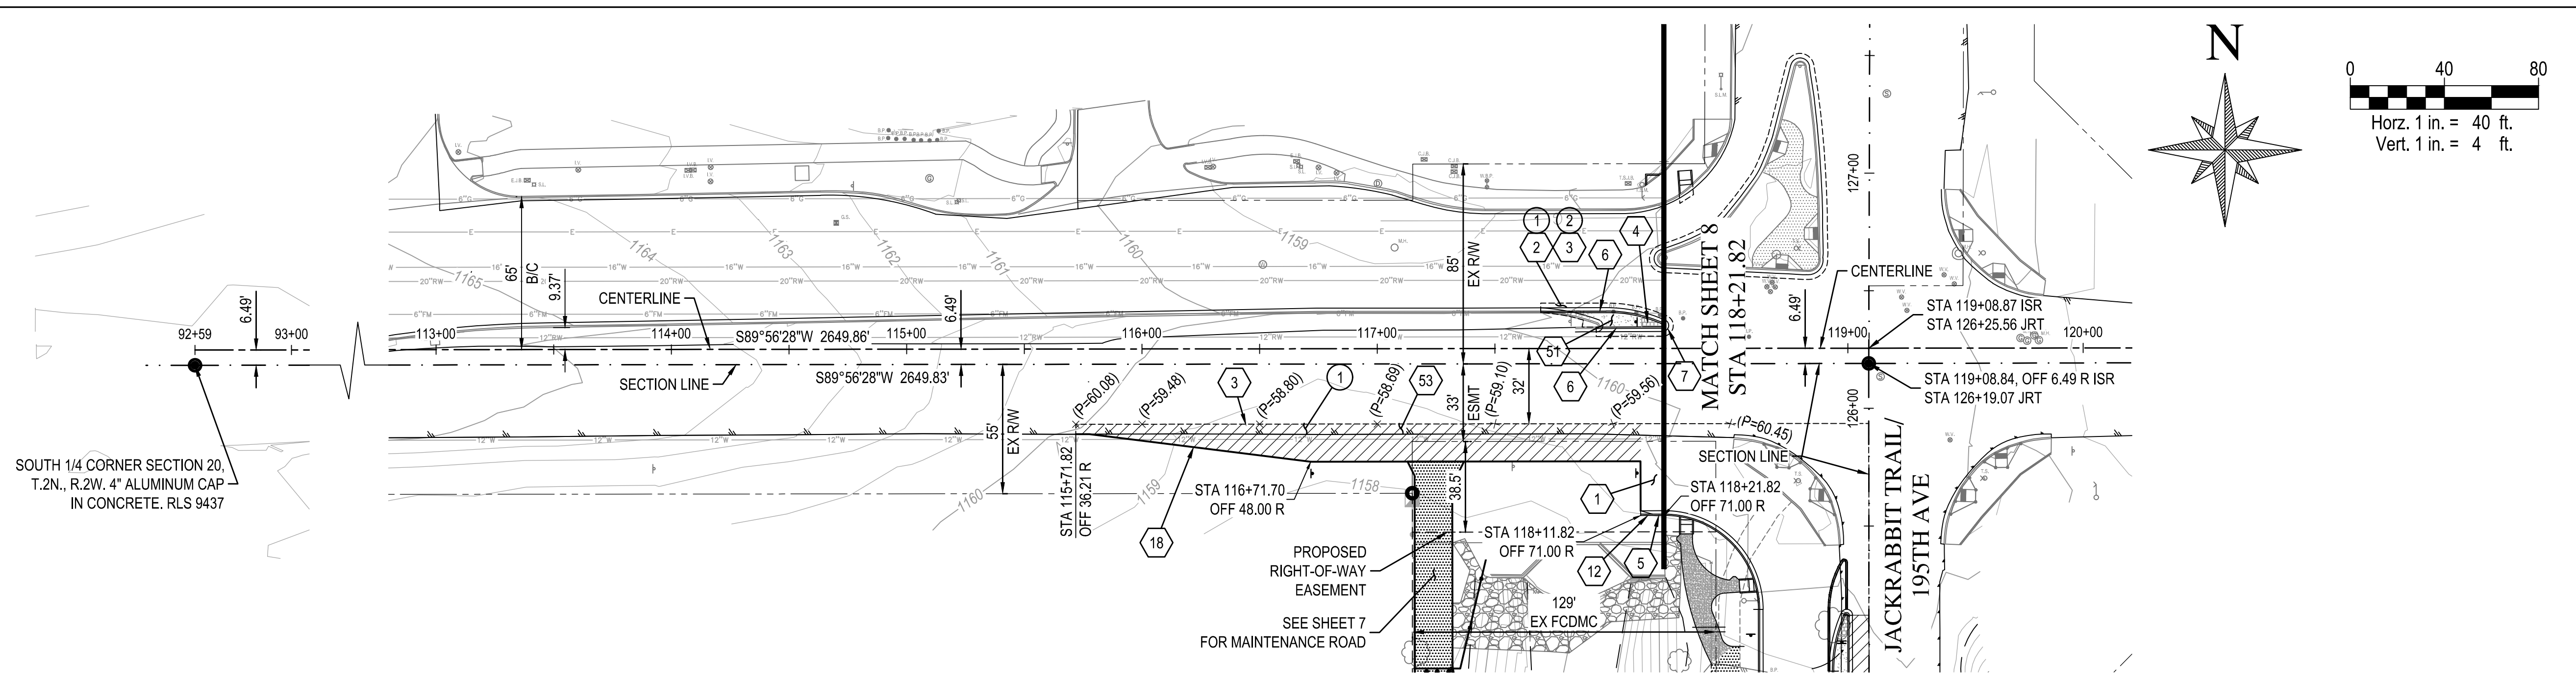 N
0 40 80
Horz. 1 in. = 40 ft.
Vert. 1 in. = 4 ft.
MATCH SHEET 8
STA 118+21.82
JACKRABBIT TRAIL/
195TH AVE
127+00
126+00
CENTERLINE
STA 119+08.87 ISR
STA 126+25.56 JRT
119+00
120+00
STA 119+08.84, OFF 6.49 R ISR
STA 126+19.07 JRT
6.49'
(P=60.45)
SECTION LINE
STA 118+21.82
OFF 71.00 R
1
2
2
3
4
6
51
6
7
85'
EX R/W
1165
1164
1163
1162
1161
1160
1159
1160
65'
B/C
9.37'
CENTERLINE
6.49'
92+59
93+00
113+00
114+00
115+00
116+00
117+00
S89°56'28"W 2649.86'
6.49'
SECTION LINE
S89°56'28"W 2649.83'
(P=60.08)
(P=59.48)
(P=58.80)
(P=58.69)
(P=59.10)
(P=59.56)
3
1
53
33'
ESMT
32'
55'
EX R/W
SOUTH 1/4 CORNER SECTION 20,
T.2N., R.2W. 4" ALUMINUM CAP
IN CONCRETE. RLS 9437
STA 115+71.82
OFF 36.21 R
1160
1159
1158
18
STA 116+71.70
OFF 48.00 R
38.5'
1
STA 118+11.82
OFF 71.00 R
12
5
PROPOSED
RIGHT-OF-WAY
EASEMENT
SEE SHEET 7
FOR MAINTENANCE ROAD
129'
EX FCDMC
6"G
E
16"W
20"RW
6"FM
12"RW
12"W